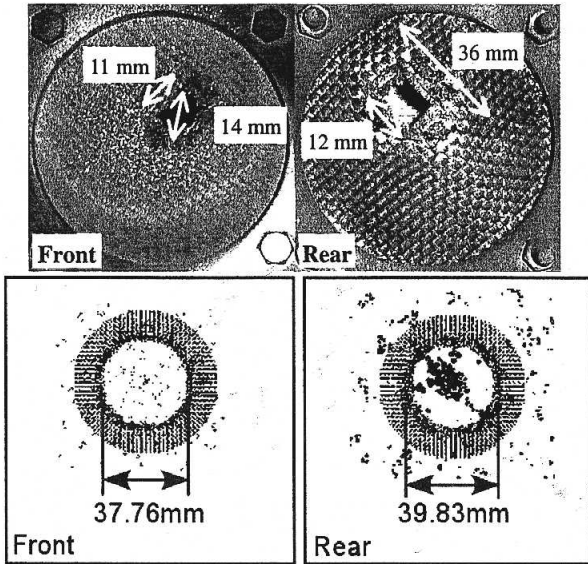 11 mm
14 mm
Front
36 mm
12 mm
Rear
37.76mm
Front
39.83mm
Rear